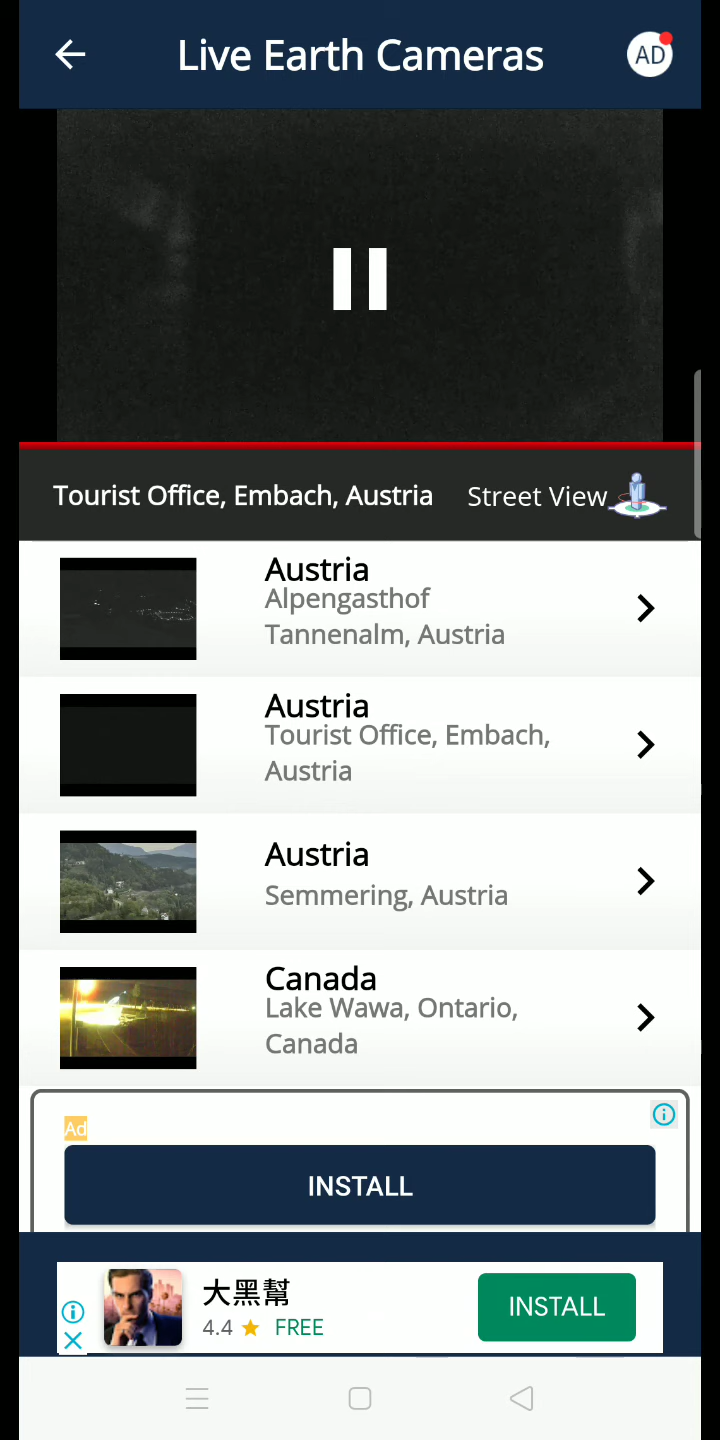 Live Earth Cameras
AD
Tourist Office, Embach, Austria
Street View
Austria
Alpengasthof
Tannenalm, Austria
Austria
Tourist Office, Embach,
Austria
Austria
Semmering, Austria
Canada
Lake Wawa, Ontario,
Canada
Ad
INSTALL
大黑幫
4.4 ★ FREE
INSTALL